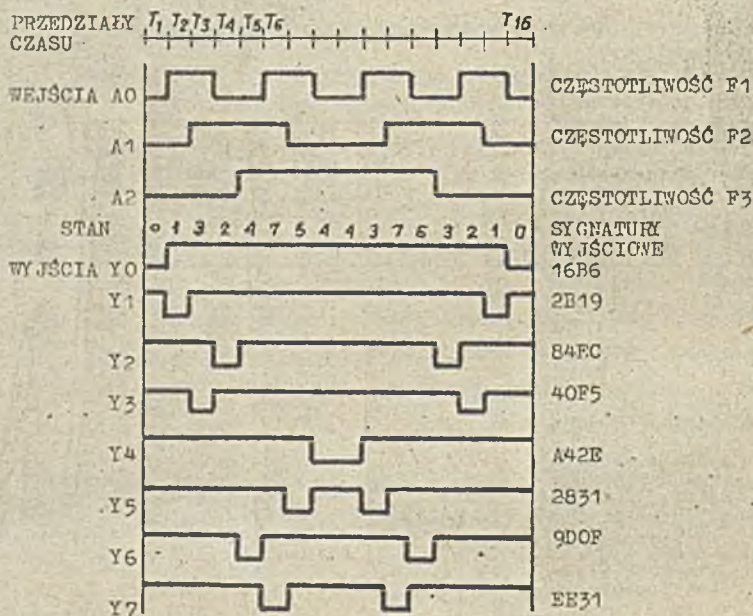 PRZEDZIAŁY T1 T2 T3 T4 T5 T6 T16
CZASU
WEJŚCIA A0 CZĘSTOTLIWOŚĆ F1
A1 CZĘSTOTLIWOŚĆ F2
A2 CZĘSTOTLIWOŚĆ F3
STAN 0 1 3 2 4 7 5 4 4 3 7 6 3 2 1 0 SYGNATURY
WYJŚCIOWE
WYJŚCIA Y0 16B6
Y1 2B19
Y2 84EC
Y3 40F5
Y4 A42E
Y5 2831
Y6 9D0F
Y7 EE31